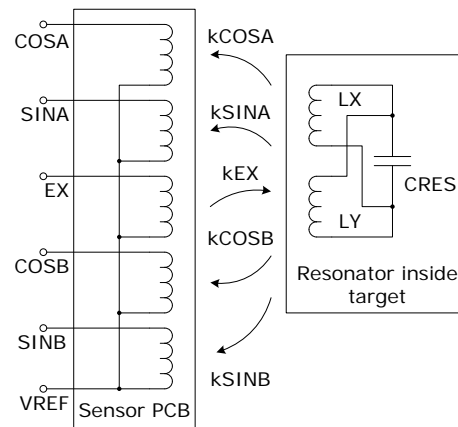 COSA
SINA
EX
COSB
SINB
VREF
Sensor PCB
kCOSA
kSINA
kEX
kCOSB
kSINB
LX
CRES
LY
Resonator inside
target